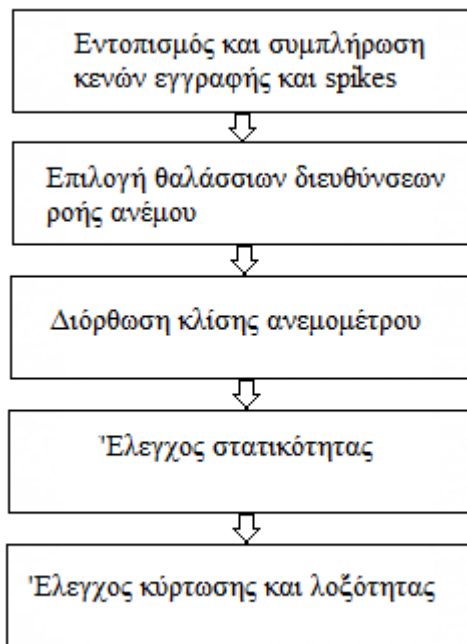 Εντοπισμός και συμπλήρωση
κενών εγγραφής και spikes
Επιλογή θαλάσσιων διευθύνσεων
ροής ανέμου
Διόρθωση κλίσης ανεμομέτρου
Έλεγχος στατικότητας
Έλεγχος κύρτωσης και λοξότητας